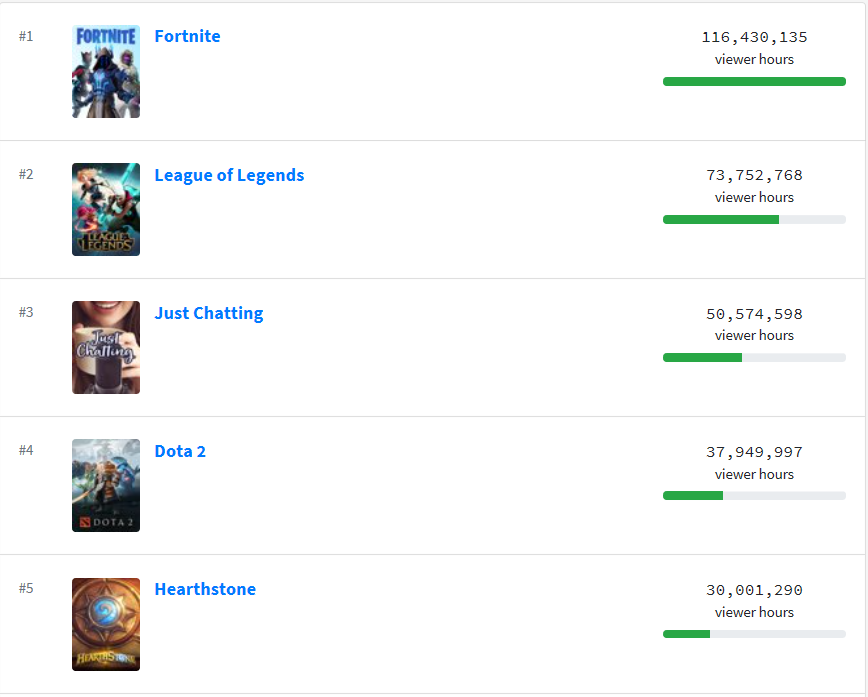 #1
FORTNITE
Fortnite
116,430,135
viewer hours
#2
LEAGUE OF
LEGENDS
League of Legends
73,752,768
viewer hours
#3
Just
Chatting
Just Chatting
50,574,598
viewer hours
#4
DOTA 2
Dota 2
37,949,997
viewer hours
#5
HEARTHSTONE
Hearthstone
30,001,290
viewer hours